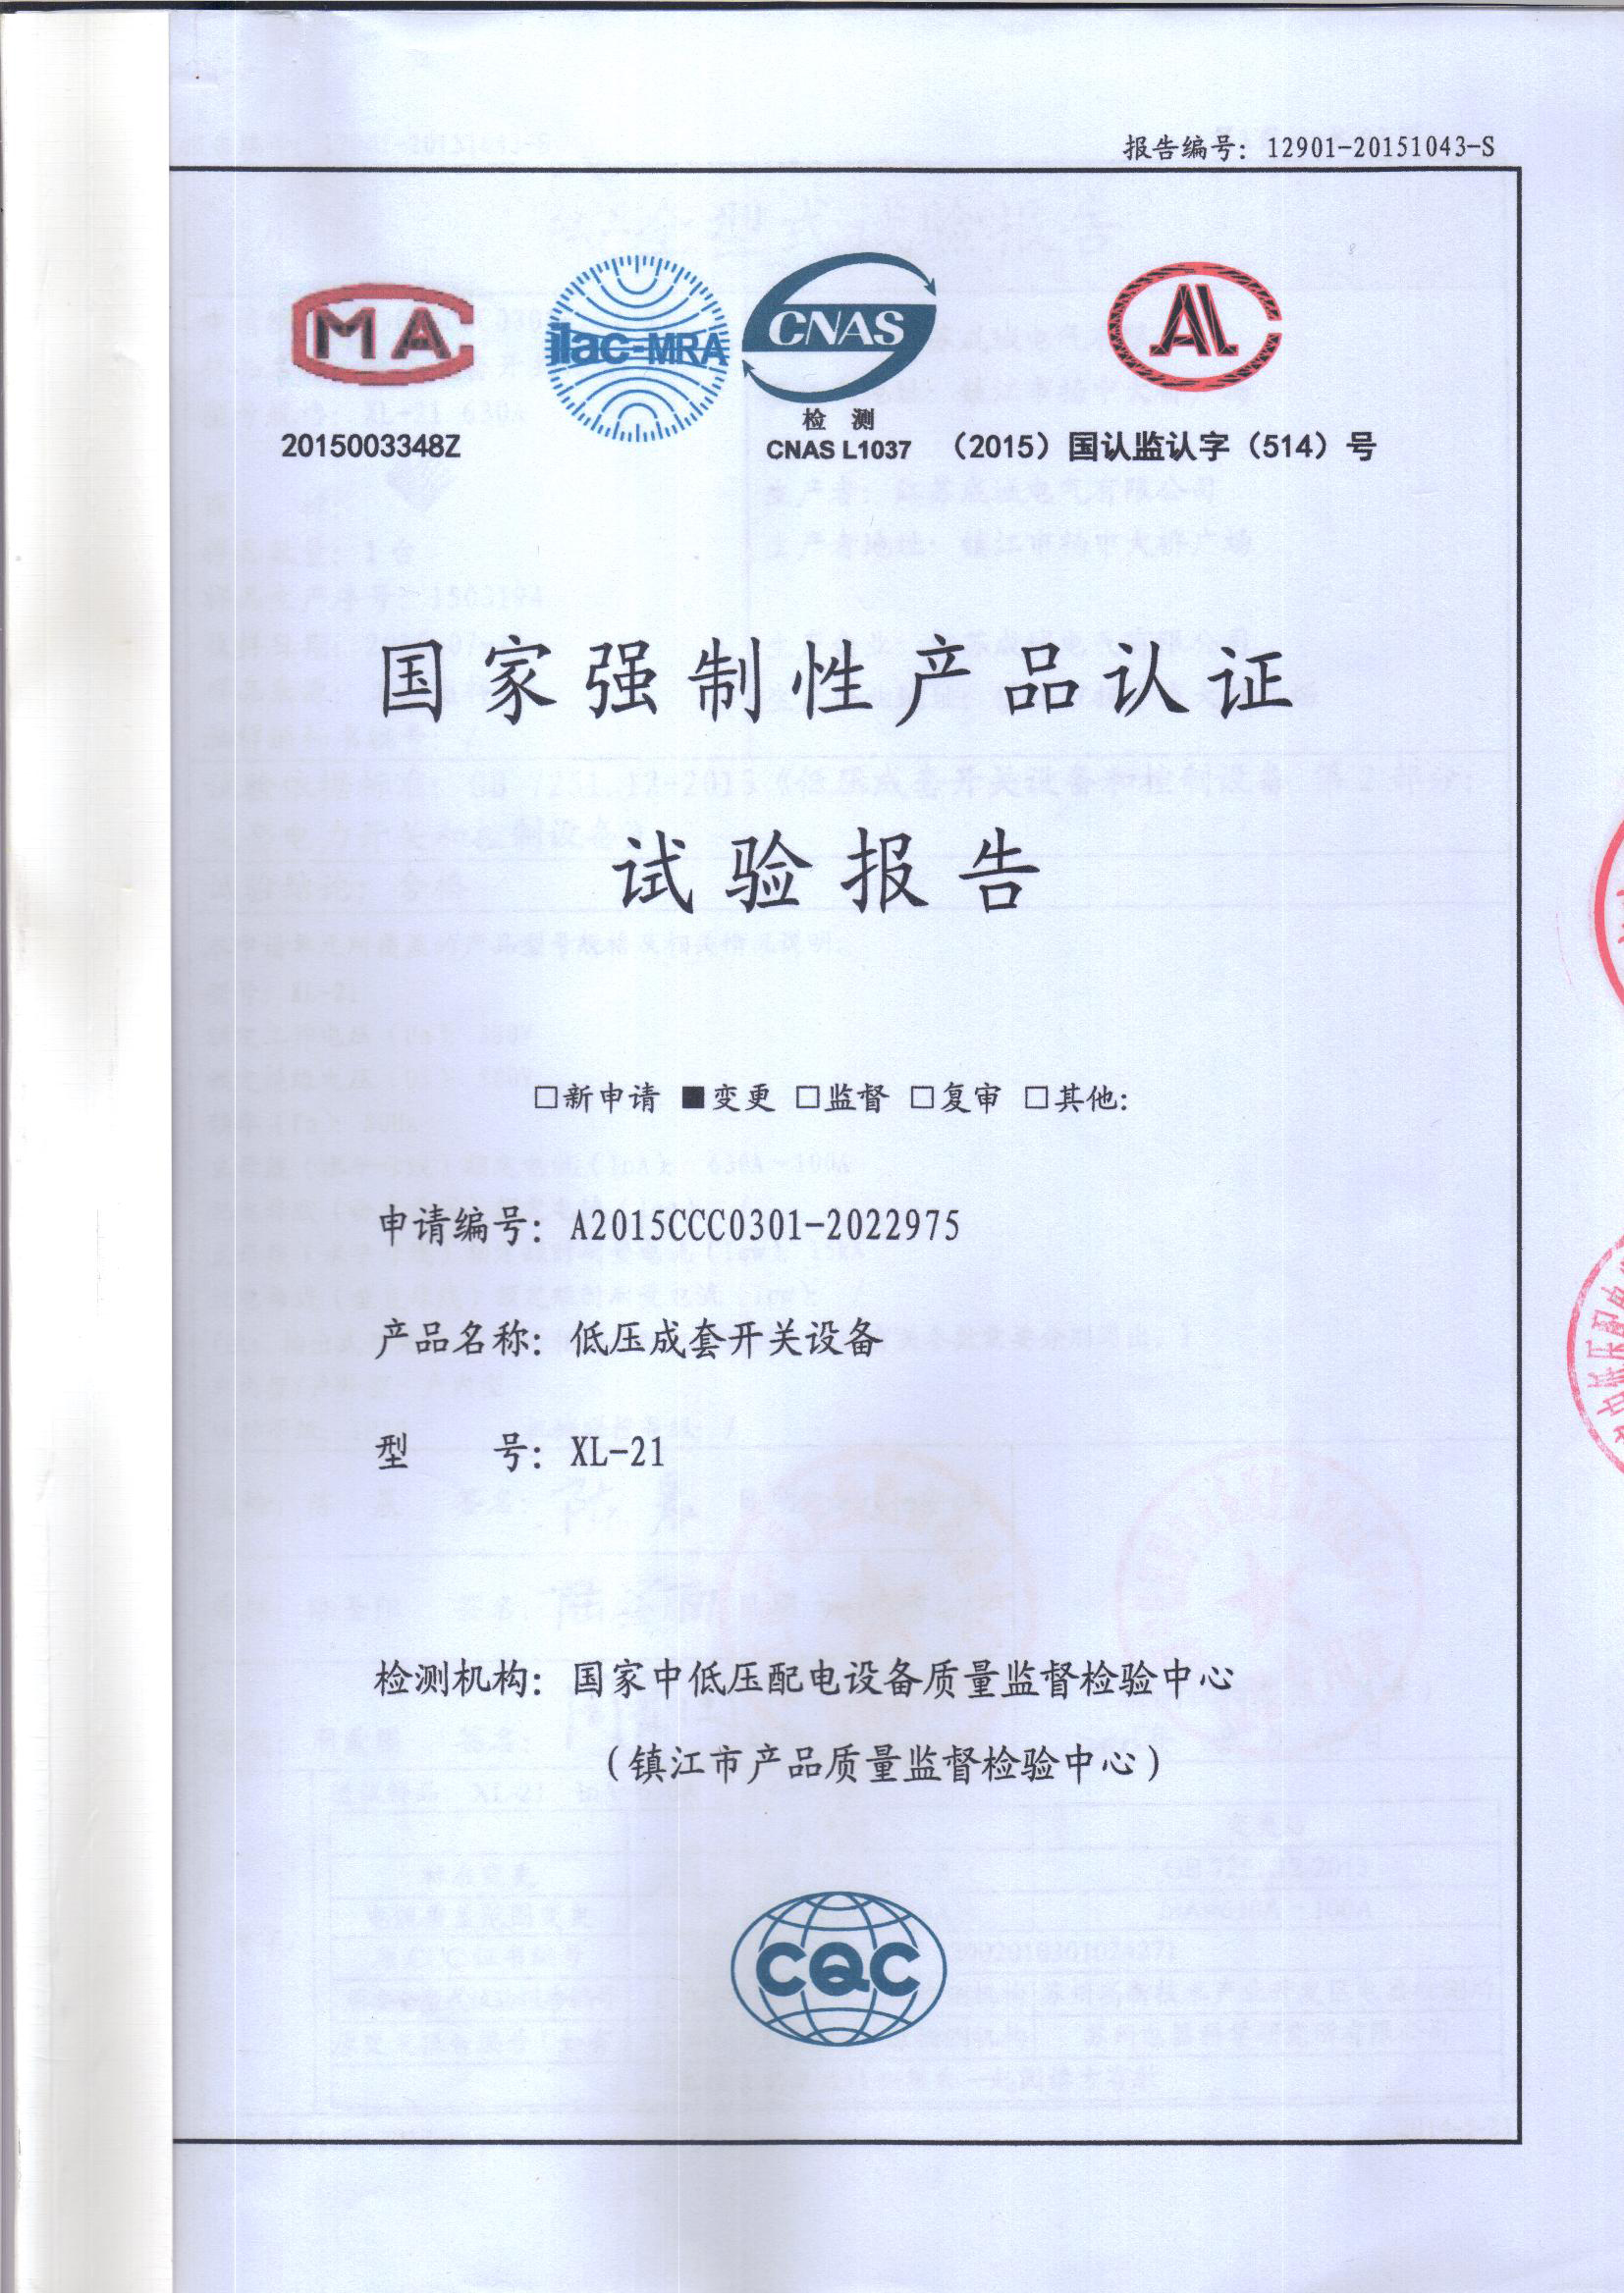 报告编号：12901-20151043-S
MA
ilac-MRA
CNAS
AL
检 测
2015003348Z
CNAS L1037
（2015）国认监认字（514）号
国家强制性产品认证
试验报告
□新申请 ■变更 □监督 □复审 □其他：
申请编号：A2015CCC0301-2022975
产品名称：低压成套开关设备
型 号：XL-21
检测机构：国家中低压配电设备质量监督检验中心
（镇江市产品质量监督检验中心）
CQC